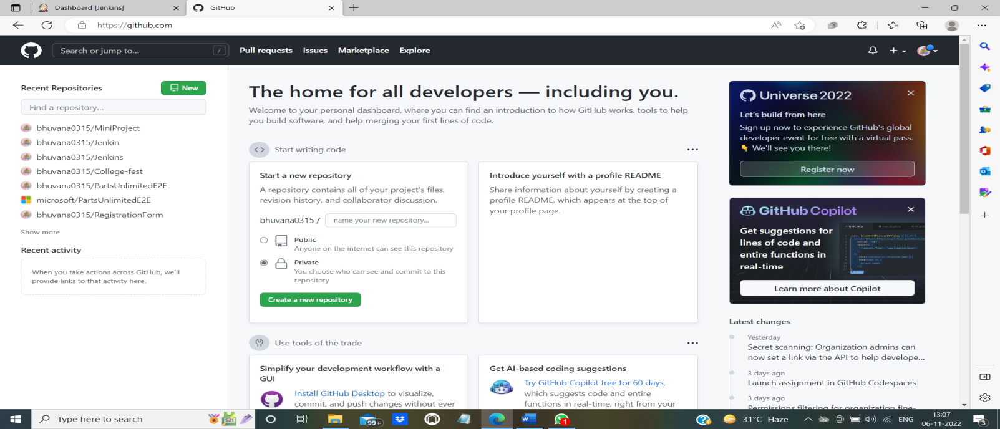 Dashboard [Jenkins]
GitHub
https://github.com
Search or jump to...
/
Pull requests
Issues
Marketplace
Explore
Recent Repositories
New
Find a repository...
bhuvana0315/MiniProject
bhuvana0315/Jenkin
bhuvana0315/Jenkins
bhuvana0315/College-fest
bhuvana0315/PartsUnlimitedE2E
microsoft/PartsUnlimitedE2E
bhuvana0315/RegistrationForm
Show more
Recent activity
When you take actions across GitHub, we'll
provide links to that activity here.
The home for all developers — including you.
Welcome to your personal dashboard, where you can find an introduction to how GitHub works, tools to help
you build software, and help merging your first lines of code.
Start writing code
Start a new repository
A repository contains all of your project's files,
revision history, and collaborator discussion.
bhuvana0315 /
name your new repository...
Public
Anyone on the internet can see this repository
Private
You choose who can see and commit to this
repository
Create a new repository
Introduce yourself with a profile README
Share information about yourself by creating a
profile README, which appears at the top of
your profile page.
Use tools of the trade
Simplify your development workflow with a
GUI
Install GitHub Desktop to visualize,
commit, and push changes without ever
Get AI-based coding suggestions
Try GitHub Copilot free for 60 days,
which suggests code and entire
functions in real-time, right from your
Universe 2022
Let's build from here
Sign up now to experience GitHub's global
developer event for free with a virtual pass.
👇 We'll see you there!
Register now
GitHub Copilot
Get suggestions for
lines of code and
entire functions in
real-time
Learn more about Copilot
Latest changes
Yesterday
Secret scanning: Organization admins can
now set a link via the API to help develope...
3 days ago
Launch assignment in GitHub Codespaces
3 days ago
Permissions filtering for organization fine-
Type here to search
521
99+
1
31°C Haze
ENG
13:07
06-11-2022
3